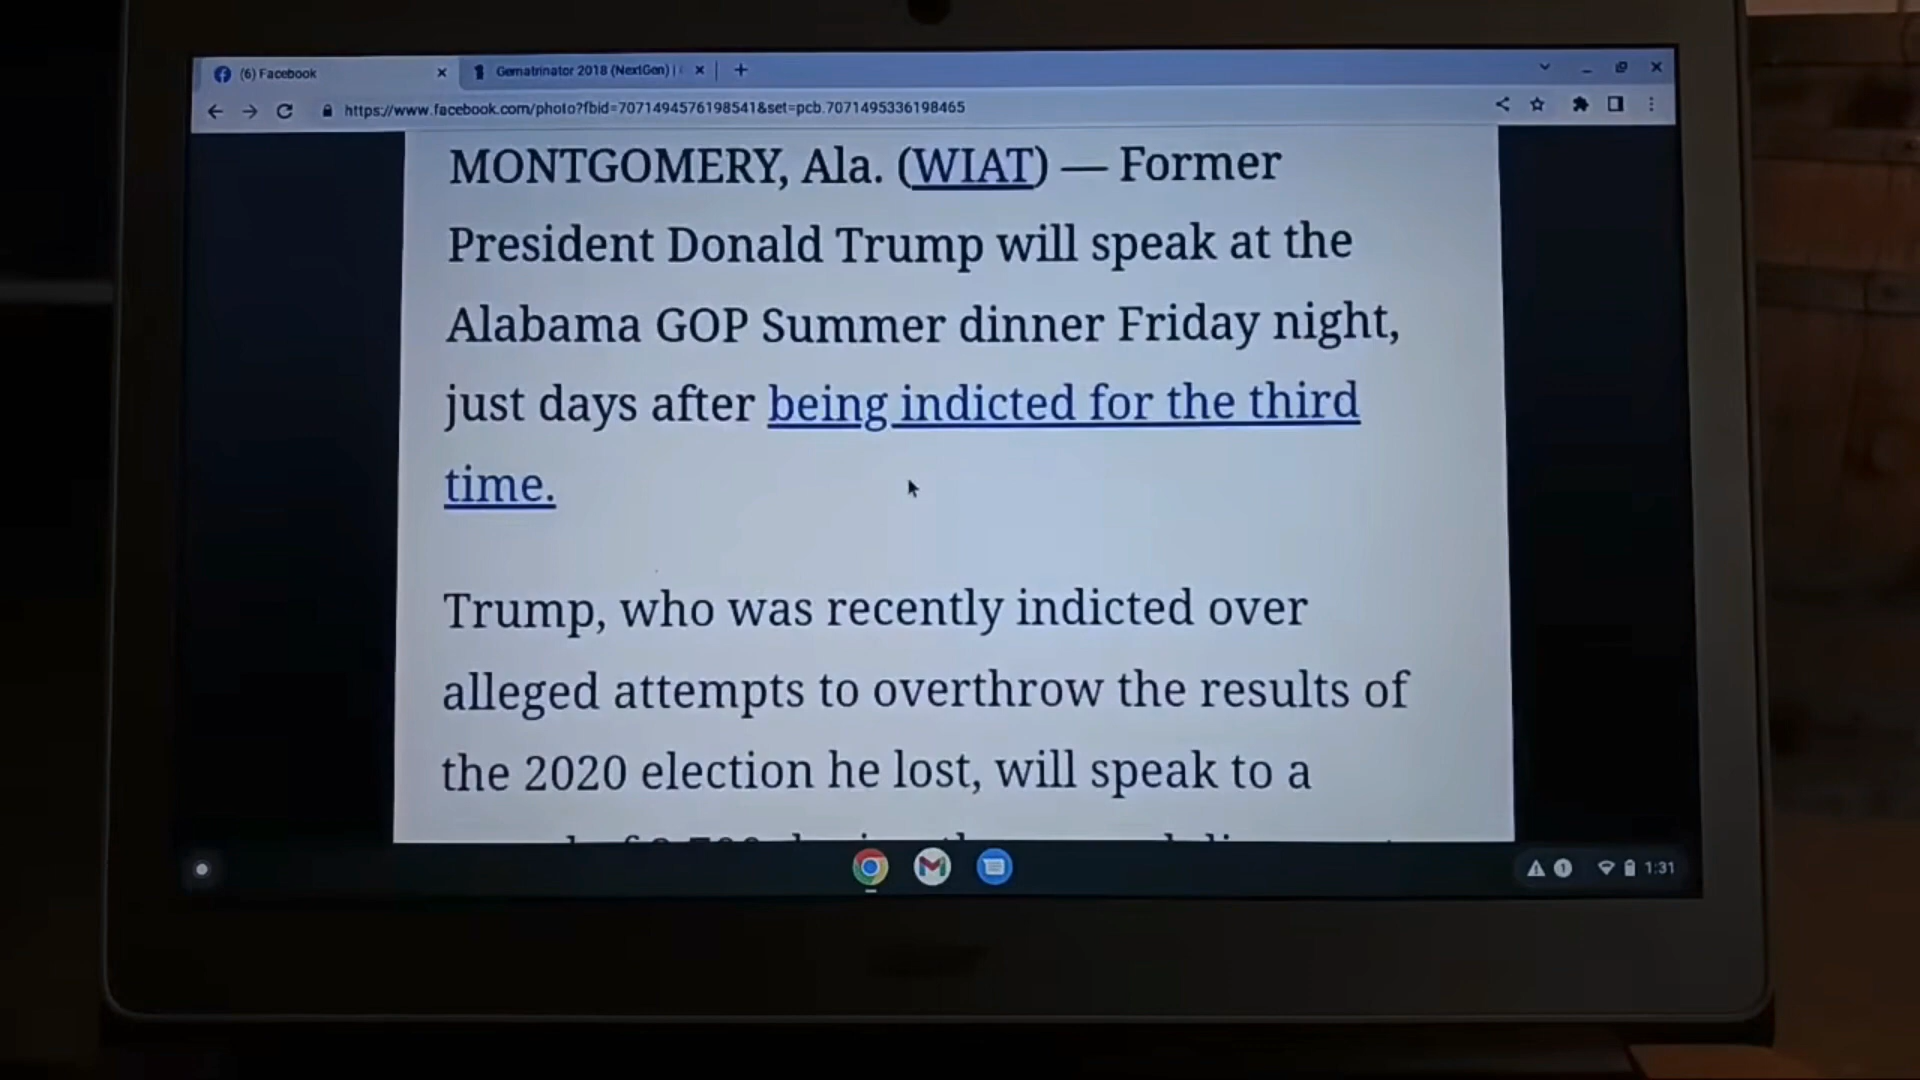 (6) Facebook
Gematrinator 2018 (NextGen) |
https://www.facebook.com/photo?fbid=7071494576198541&set=pcb.7071495336198465
MONTGOMERY, Ala. (WIAT) — Former
President Donald Trump will speak at the
Alabama GOP Summer dinner Friday night,
just days after being indicted for the third
time.
Trump, who was recently indicted over
alleged attempts to overthrow the results of
the 2020 election he lost, will speak to a
1:31